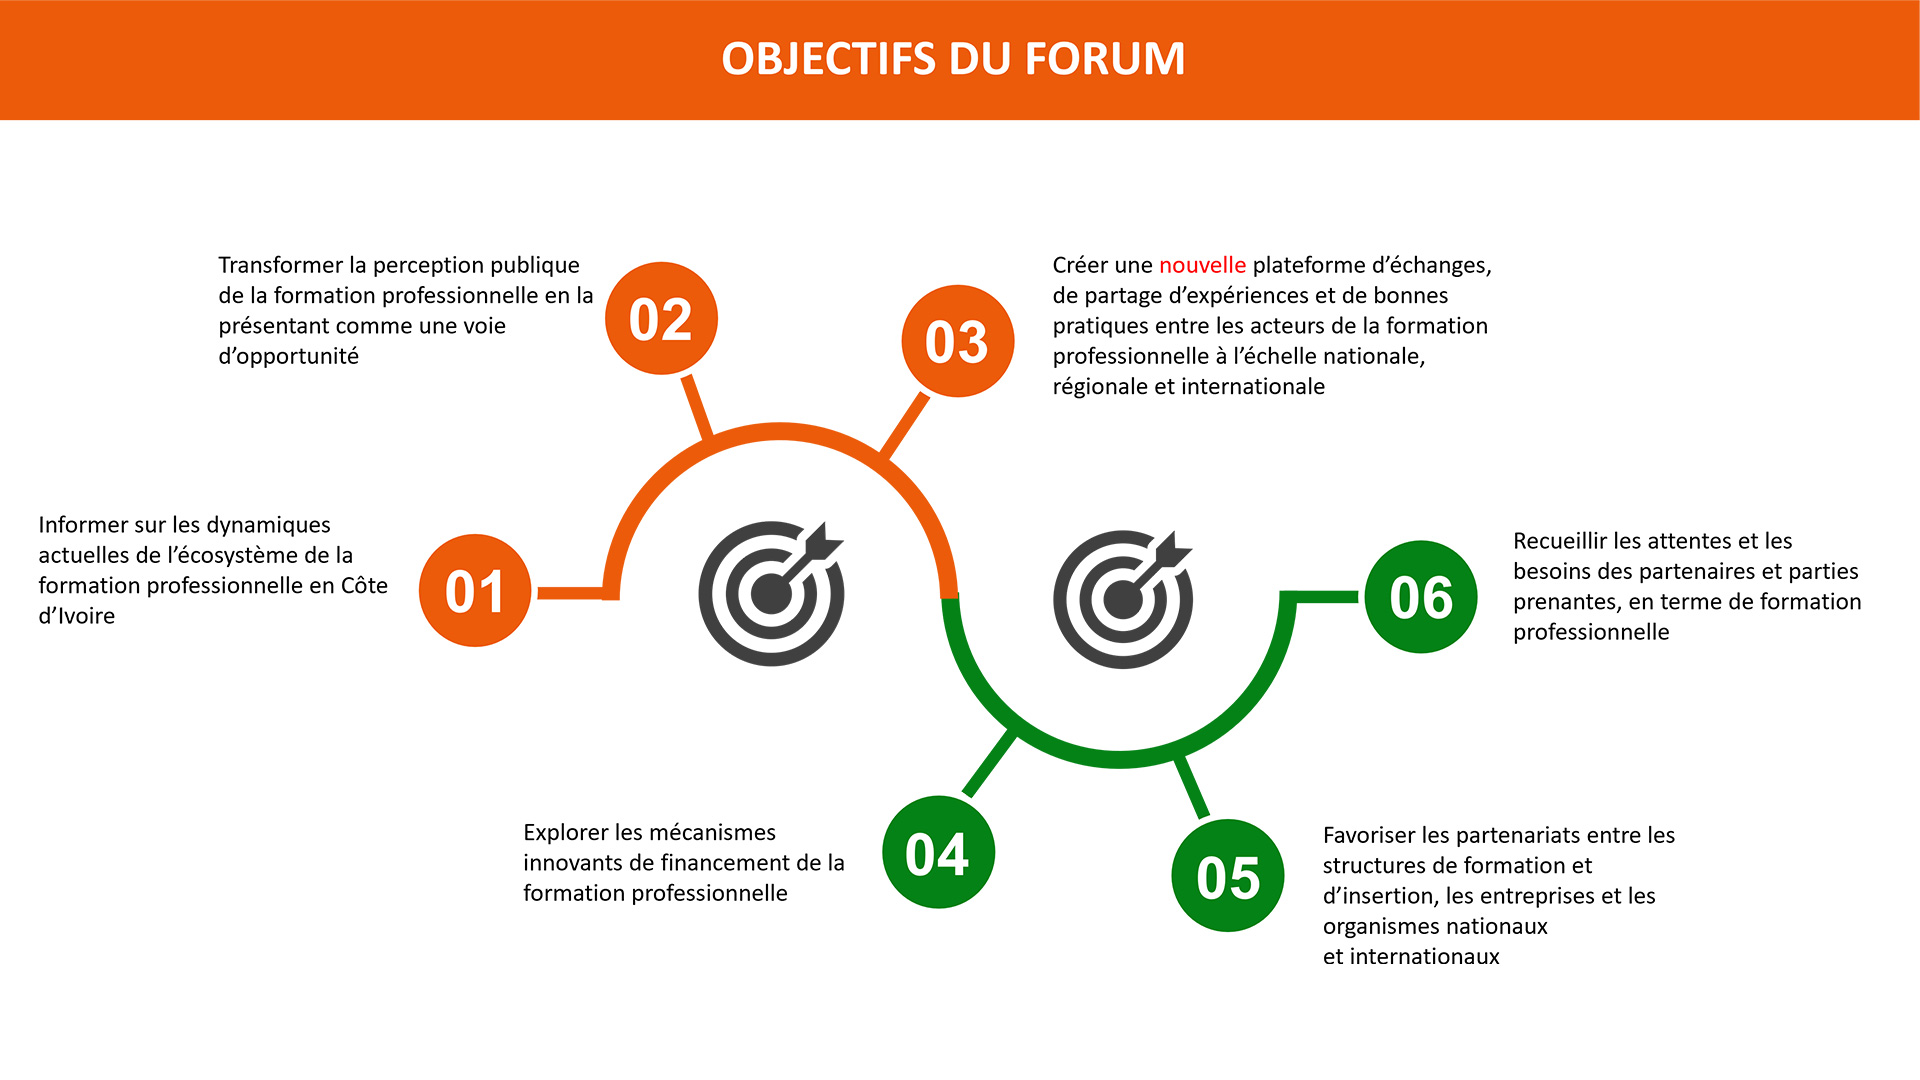 OBJECTIFS DU FORUM
01
Informer sur les dynamiques
actuelles de l’écosystème de la
formation professionnelle en Côte
d’Ivoire
02
Transformer la perception publique
de la formation professionnelle en la
présentant comme une voie
d’opportunité
03
Créer une nouvelle plateforme d’échanges,
de partage d’expériences et de bonnes
pratiques entre les acteurs de la formation
professionnelle à l’échelle nationale,
régionale et internationale
04
Explorer les mécanismes
innovants de financement de la
formation professionnelle
05
Favoriser les partenariats entre les
structures de formation et
d’insertion, les entreprises et les
organismes nationaux
et internationaux
06
Recueillir les attentes et les
besoins des partenaires et parties
prenantes, en terme de formation
professionnelle